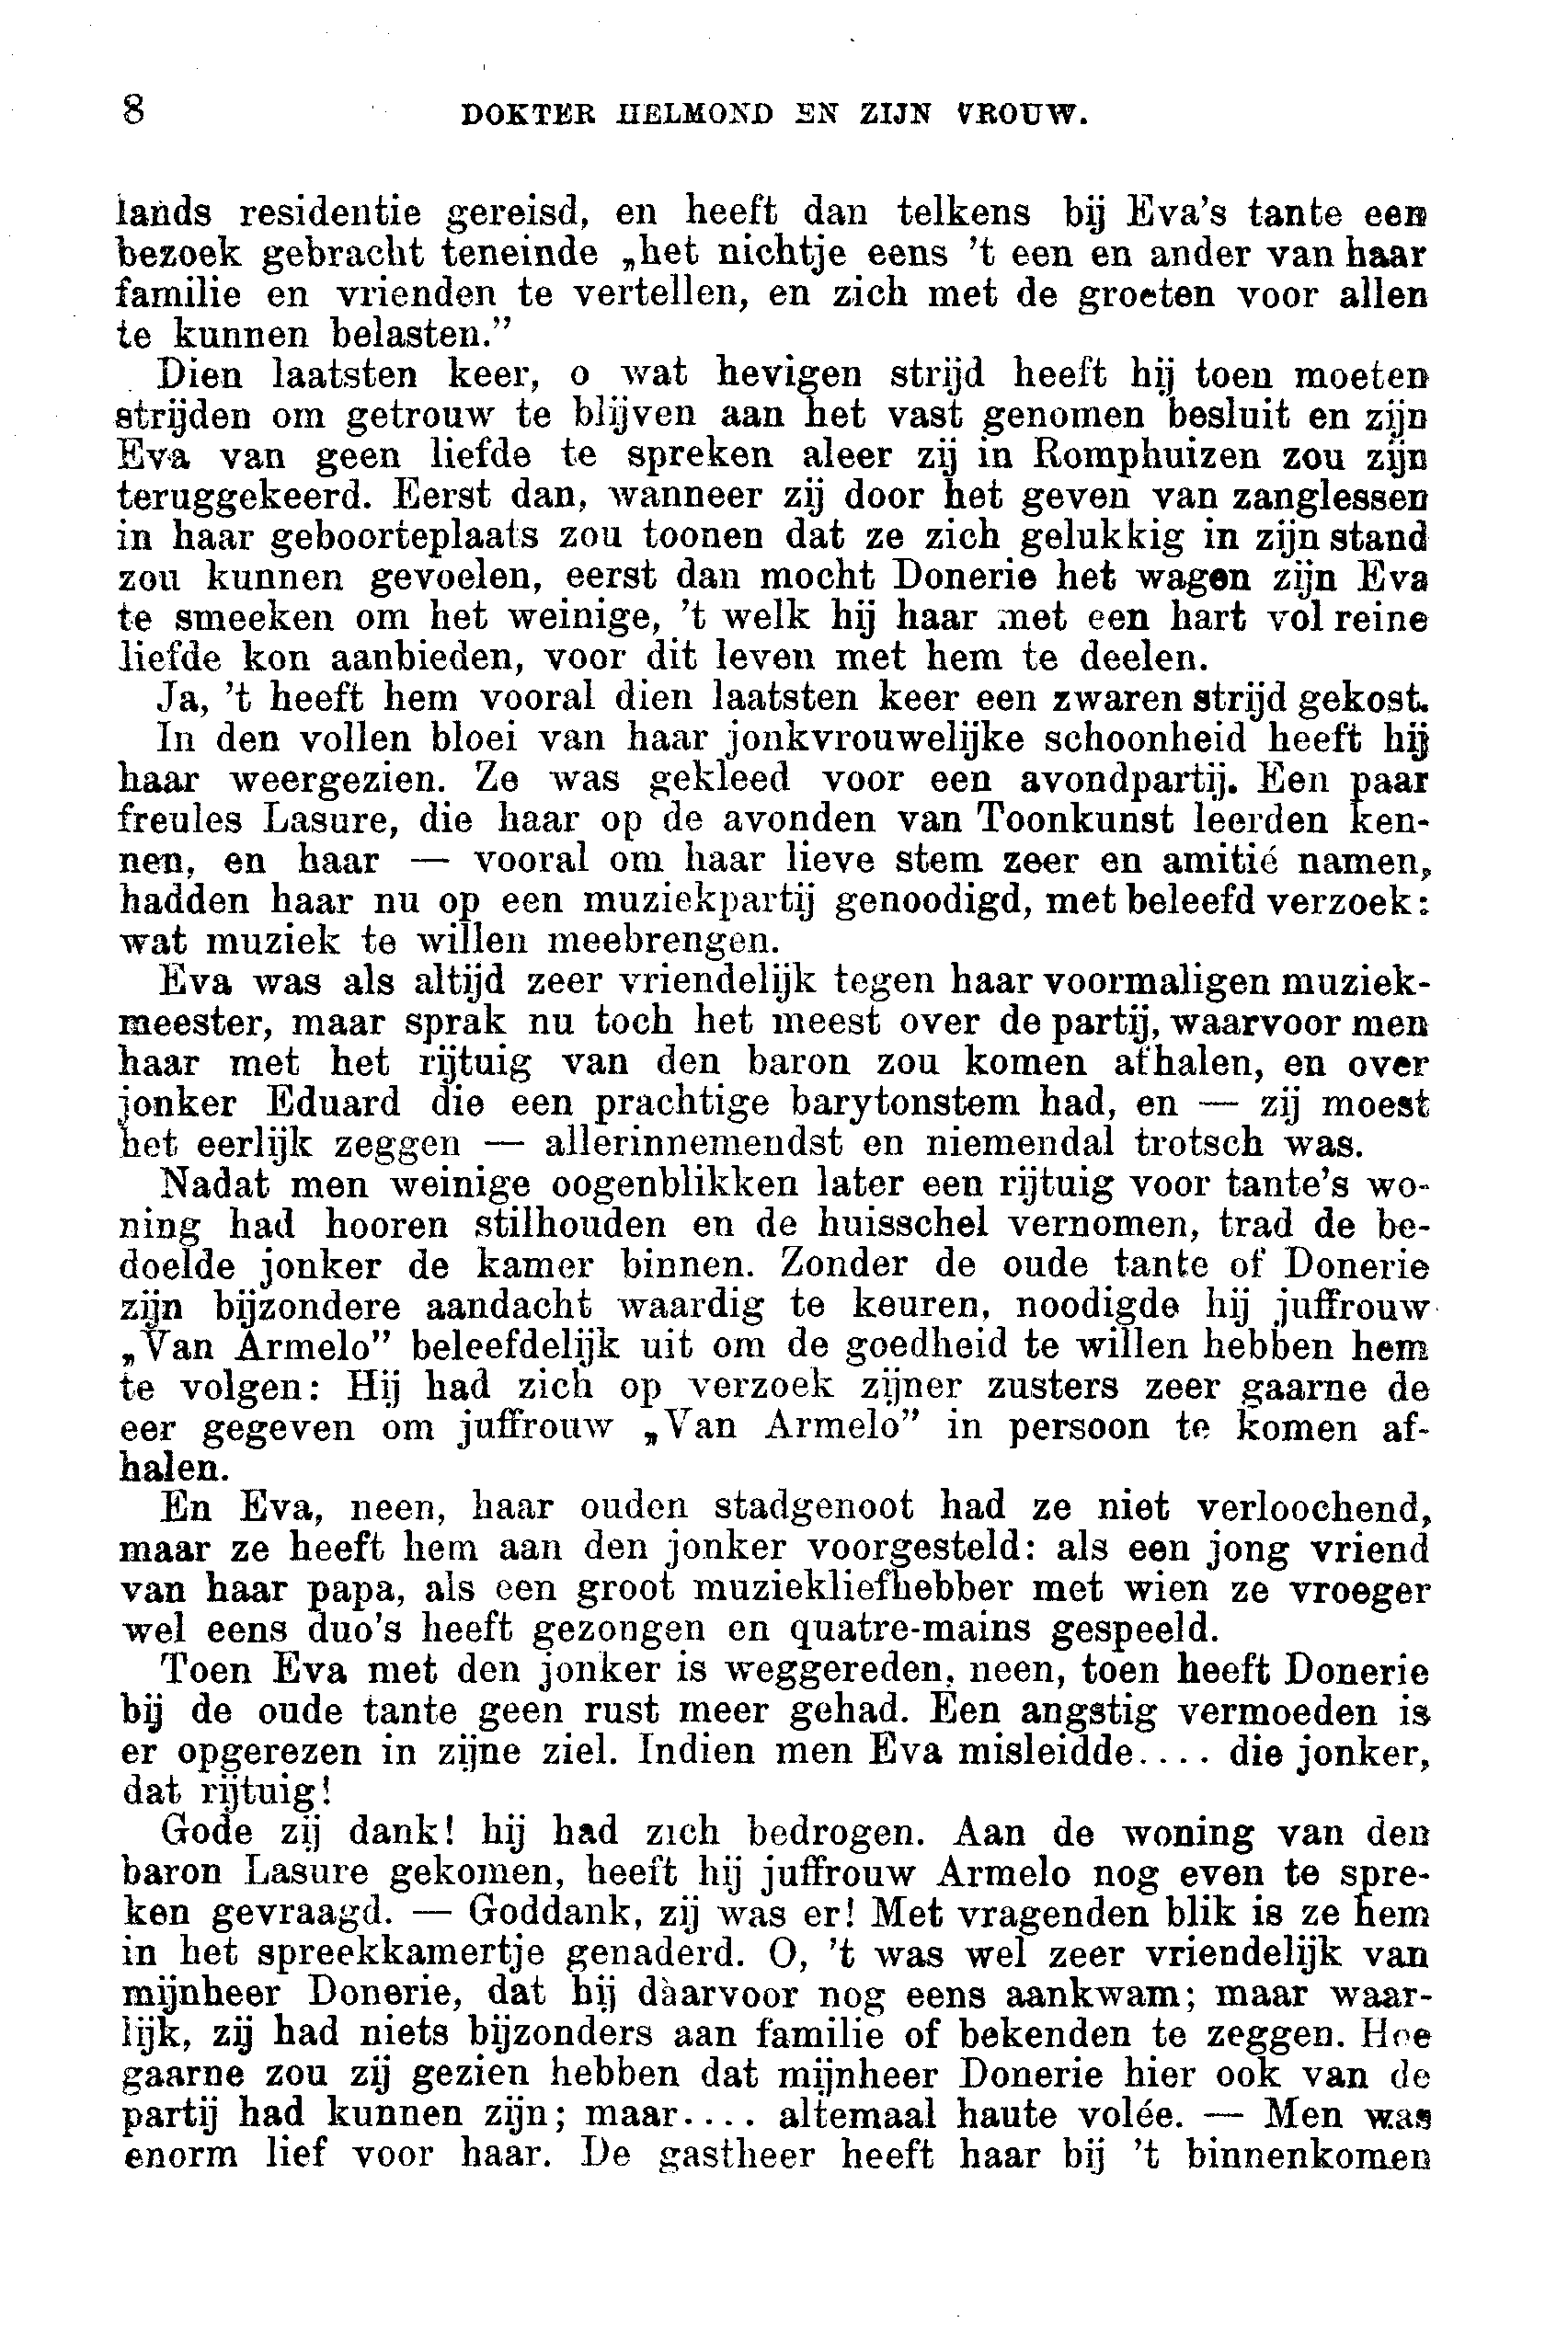 8 DOKTER HELMOND EN ZIJN VROUW.
lands residentie gereisd, en heeft dan telkens bij Eva's tante een
bezoek gebracht teneinde „het nichtje eens 't een en ander van haar
familie en vrienden te vertellen, en zich met de groeten voor allen
te kunnen belasten.”
Dien laatsten keer, o wat hevigen strijd heeft hij toen moeten
strijden om getrouw te blijven aan het vast genomen besluit en zijn
Eva van geen liefde te spreken aleer zij in Romphuizen zou zijn
teruggekeerd. Eerst dan, wanneer zij door het geven van zanglessen
in haar geboorteplaats zou toonen dat ze zich gelukkig in zijn stand
zou kunnen gevoelen, eerst dan mocht Donerie het wagen zijn Eva
te smeeken om het weinige, 't welk hij haar met een hart vol reine
liefde kon aanbieden, voor dit leven met hem te deelen.
Ja, 't heeft hem vooral dien laatsten keer een zwaren strijd gekost.
In den vollen bloei van haar jonkvrouwelijke schoonheid heeft hij
haar weergezien. Ze was gekleed voor een avondpartij. Een paar
freules Lasure, die haar op de avonden van Toonkunst leerden ken-
nen, en haar — vooral om haar lieve stem zeer en amitié namen,
hadden haar nu op een muziekpartij genoodigd, met beleefd verzoek:
wat muziek te willen meebrengen.
Eva was als altijd zeer vriendelijk tegen haar voormaligen muziek-
meester, maar sprak nu toch het meest over de partij, waarvoor men
haar met het rijtuig van den baron zou komen afhalen, en over
jonker Eduard die een prachtige barytonstem had, en — zij moest
het eerlijk zeggen — allerinnemendst en niemendal trotsch was.
Nadat men weinige oogenblikken later een rijtuig voor tante's wo-
ning had hooren stilhouden en de huisschel vernomen, trad de be-
doelde jonker de kamer binnen. Zonder de oude tante of Donerie
zijn bijzondere aandacht waardig te keuren, noodigde hij juffrouw
„Van Armelo” beleefdelijk uit om de goedheid te willen hebben hem
te volgen: Hij had zich op verzoek zijner zusters zeer gaarne de
eer gegeven om juffrouw „Van Armelo” in persoon te komen af-
halen.
En Eva, neen, haar ouden stadgenoot had ze niet verloochend,
maar ze heeft hem aan den jonker voorgesteld: als een jong vriend
van haar papa, als een groot muziekliefhebber met wien ze vroeger
wel eens duo's heeft gezongen en quatre-mains gespeeld.
Toen Eva met den jonker is weggereden, neen, toen heeft Donerie
bij de oude tante geen rust meer gehad. Een angstig vermoeden is
er opgerezen in zijne ziel. Indien men Eva misleidde.... die jonker,
dat rijtuig!
Gode zij dank! hij had zich bedrogen. Aan de woning van den
baron Lasure gekomen, heeft hij juffrouw Armelo nog even te spre-
ken gevraagd. — Goddank, zij was er! Met vragenden blik is ze hem
in het spreekkamertje genaderd. O, 't was wel zeer vriendelijk van
mijnheer Donerie, dat hij dàarvoor nog eens aankwam; maar waar-
lijk, zij had niets bijzonders aan familie of bekenden te zeggen. Hoe
gaarne zou zij gezien hebben dat mijnheer Donerie hier ook van de
partij had kunnen zijn; maar.... altemaal haute volée. — Men was
enorm lief voor haar. De gastheer heeft haar bij 't binnenkomen